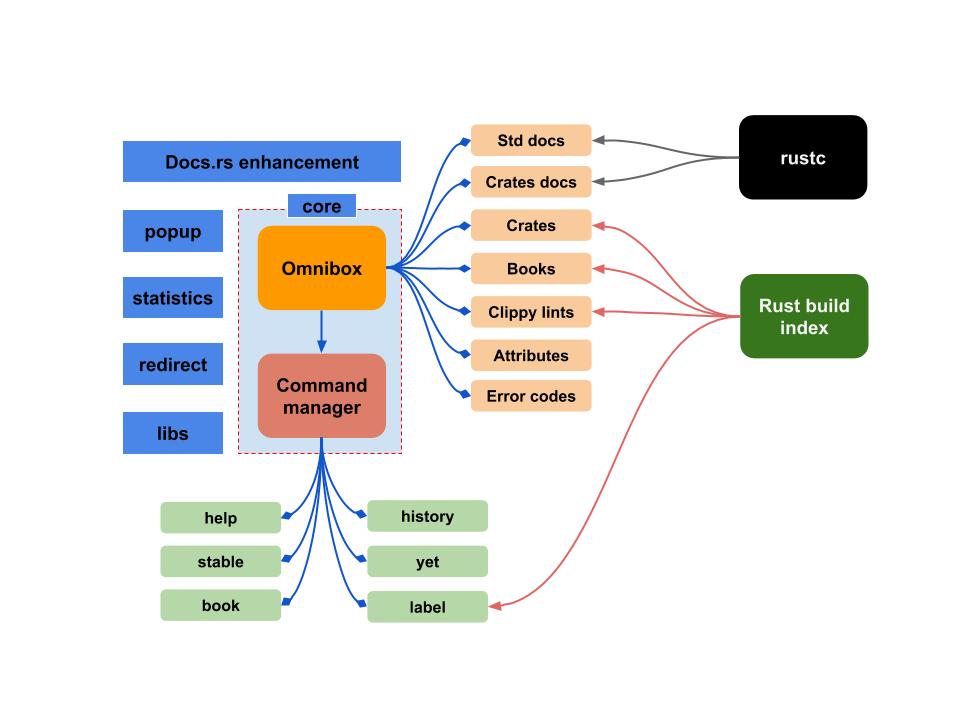 Docs.rs enhancement
core
popup
statistics
redirect
libs
Omnibox
Command
manager
Std docs
Crates docs
Crates
Books
Clippy lints
Attributes
Error codes
rustc
Rust build
index
help
stable
book
history
yet
label